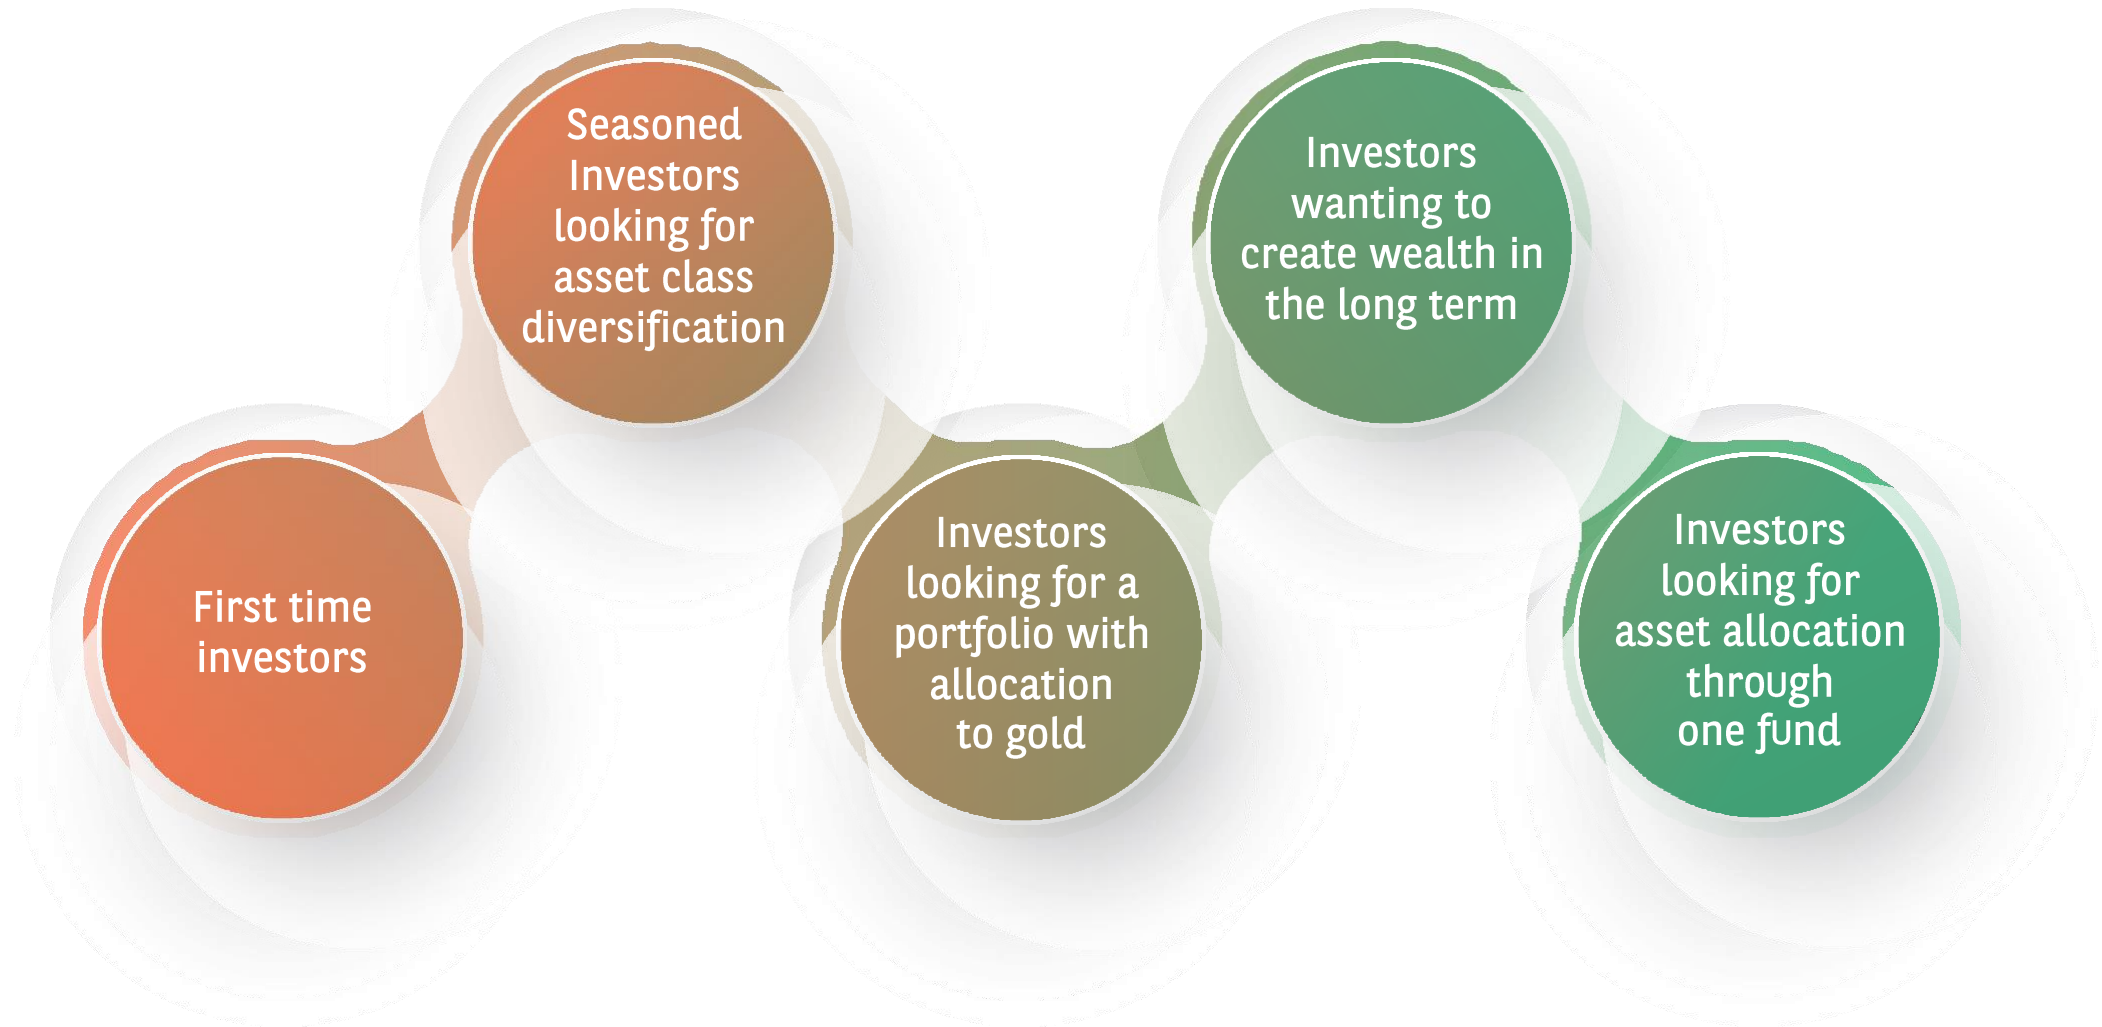 First time
investors
Seasoned
Investors
looking for
asset class
diversification
Investors
looking for a
portfolio with
allocation
to gold
Investors
wanting to
create wealth in
the long term
Investors
looking for
asset allocation
through
one fund